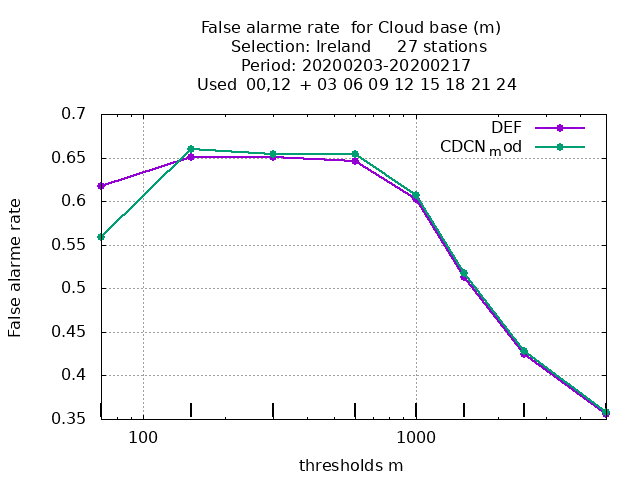 False alarme rate  for Cloud base (m)
Selection: Ireland     27 stations
Period: 20200203-20200217
Used  00,12  + 03 06 09 12 15 18 21 24
DEF
CDCNmod
0.7
0.65
0.6
0.55
0.5
0.45
0.4
0.35
False alarme rate
100
1000
thresholds m